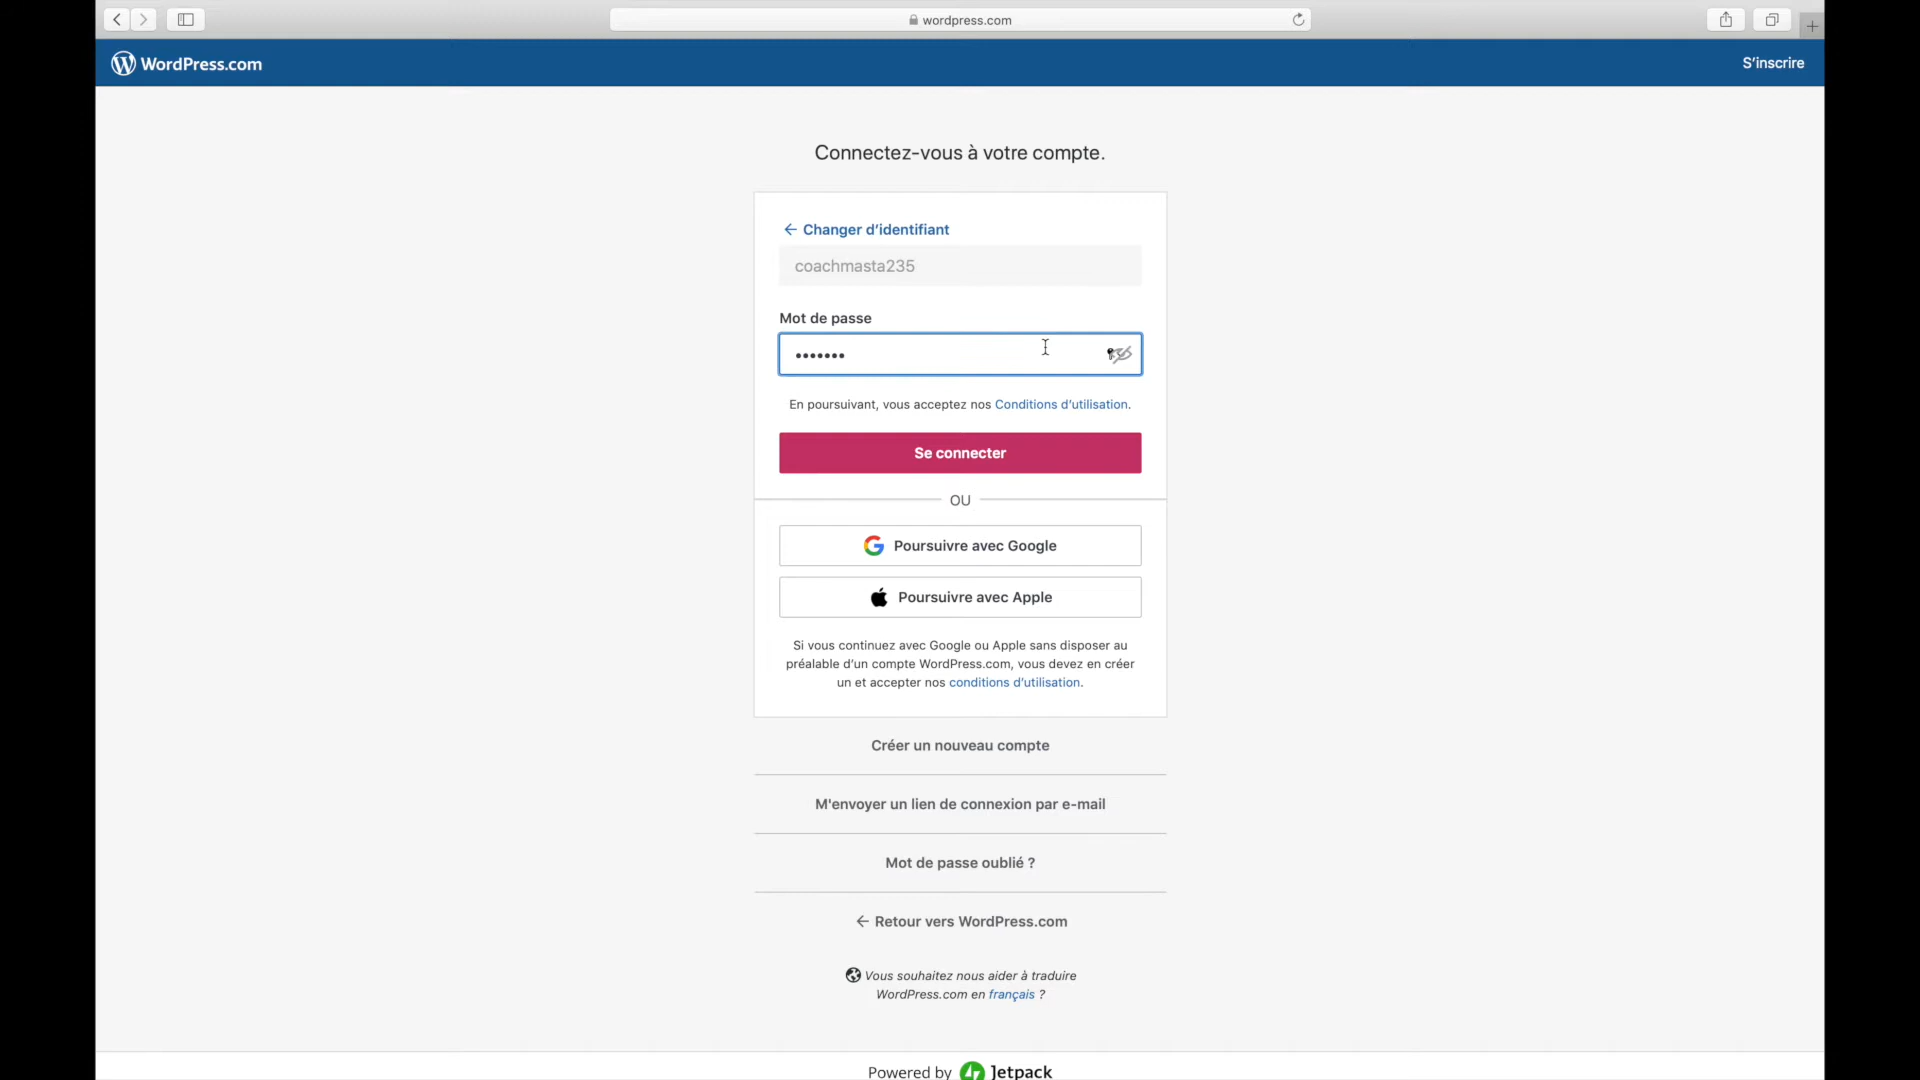 wordpress.com
WordPress.com
S'inscrire
Connectez-vous à votre compte.
← Changer d'identifiant
coachmasta235
Mot de passe
•••••••
En poursuivant, vous acceptez nos Conditions d'utilisation.
Se connecter
OU
Poursuivre avec Google
Poursuivre avec Apple
Si vous continuez avec Google ou Apple sans disposer au
préalable d'un compte WordPress.com, vous devez en créer
un et accepter nos conditions d'utilisation.
Créer un nouveau compte
M'envoyer un lien de connexion par e-mail
Mot de passe oublié ?
← Retour vers WordPress.com
Vous souhaitez nous aider à traduire
WordPress.com en français ?
Powered by Jetpack